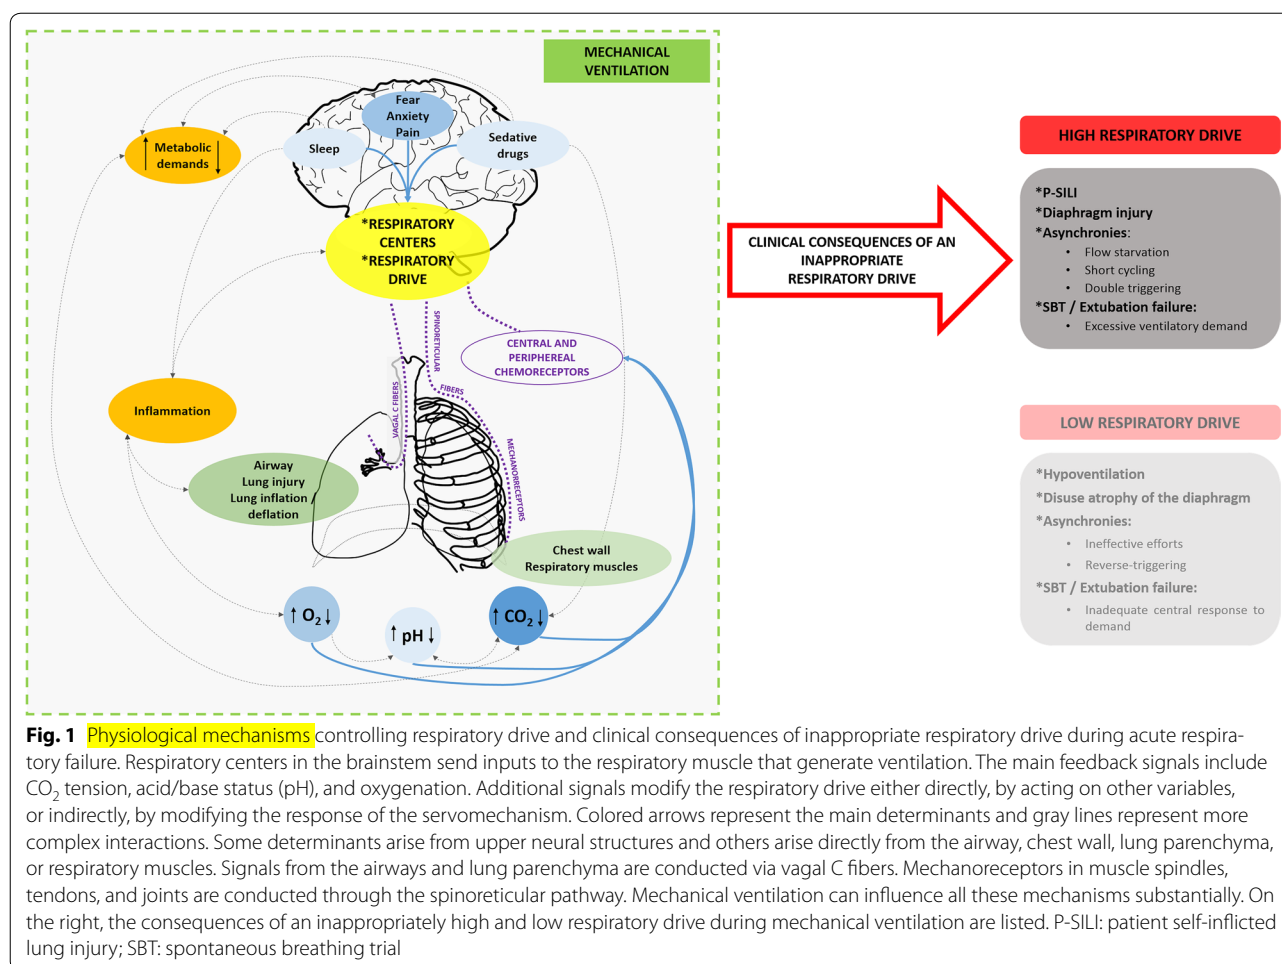 MECHANICAL
VENTILATION
Fear
Anxiety
Pain
Metabolic
demands
Sleep
Sedative
drugs
*RESPIRATORY
CENTERS
*RESPIRATORY
DRIVE
SPINORETICULAR
FIBERS
MECHANORRECEPTORS
VAGAL C FIBERS
CENTRAL AND
PERIPHEREAL
CHEMORECEPTORS
Inflammation
Airway
Lung injury
Lung inflation /
deflation
Chest wall
Respiratory muscles
↑ O₂ ↓
↑ pH ↓
↑ CO₂ ↓
CLINICAL CONSEQUENCES OF AN
INAPPROPRIATE
RESPIRATORY DRIVE
HIGH RESPIRATORY DRIVE
*P-SILI
*Diaphragm injury
*Asynchronies:
• Flow starvation
• Short cycling
• Double triggering
*SBT / Extubation failure:
• Excessive ventilatory demand
LOW RESPIRATORY DRIVE
*Hypoventilation
*Disuse atrophy of the diaphragm
*Asynchronies:
• Ineffective efforts
• Reverse-triggering
*SBT / Extubation failure:
• Inadequate central response to
demand
Fig. 1 Physiological mechanisms controlling respiratory drive and clinical consequences of inappropriate respiratory drive during acute respira-
tory failure. Respiratory centers in the brainstem send inputs to the respiratory muscle that generate ventilation. The main feedback signals include
CO₂ tension, acid/base status (pH), and oxygenation. Additional signals modify the respiratory drive either directly, by acting on other variables,
or indirectly, by modifying the response of the servomechanism. Colored arrows represent the main determinants and gray lines represent more
complex interactions. Some determinants arise from upper neural structures and others arise directly from the airway, chest wall, lung parenchyma,
or respiratory muscles. Signals from the airways and lung parenchyma are conducted via vagal C fibers. Mechanoreceptors in muscle spindles,
tendons, and joints are conducted through the spinoreticular pathway. Mechanical ventilation can influence all these mechanisms substantially. On
the right, the consequences of an inappropriately high and low respiratory drive during mechanical ventilation are listed. P-SILI: patient self-inflicted
lung injury; SBT: spontaneous breathing trial